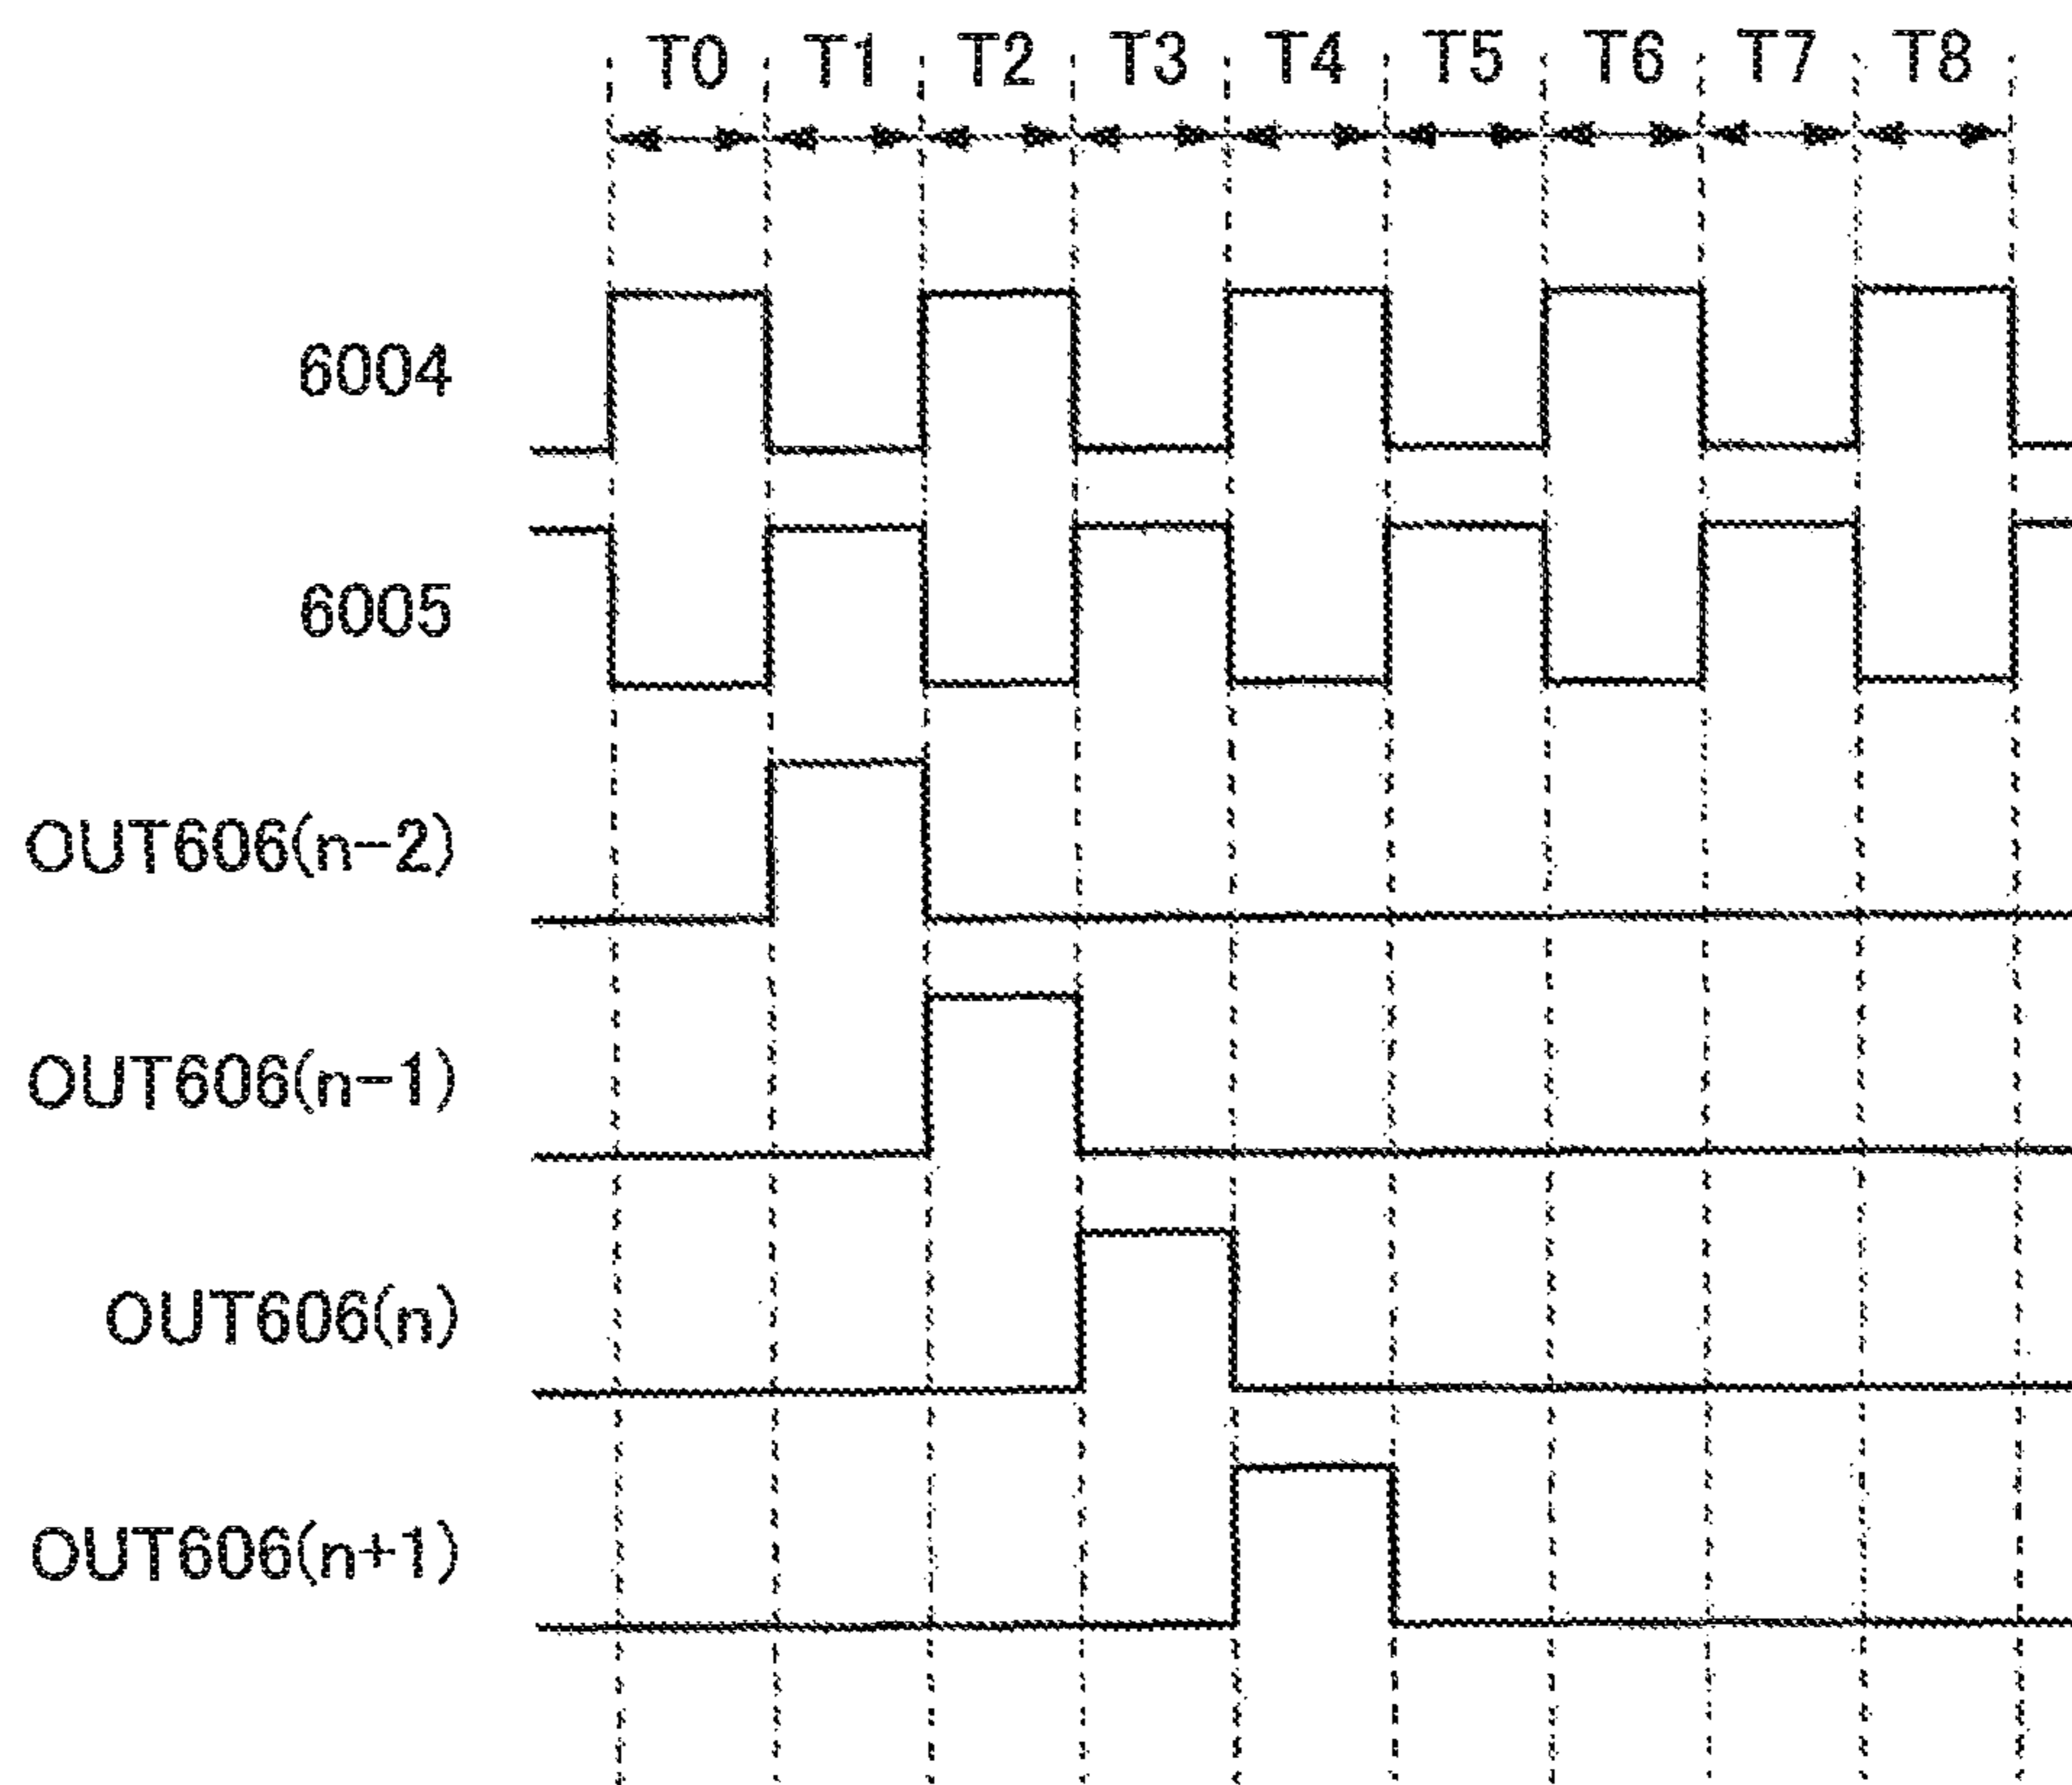 T0 T1 T2 T3 T4 T5 T6 T7 T8
6004
6005
OUT606(n-2)
OUT606(n-1)
OUT606(n)
OUT606(n+1)